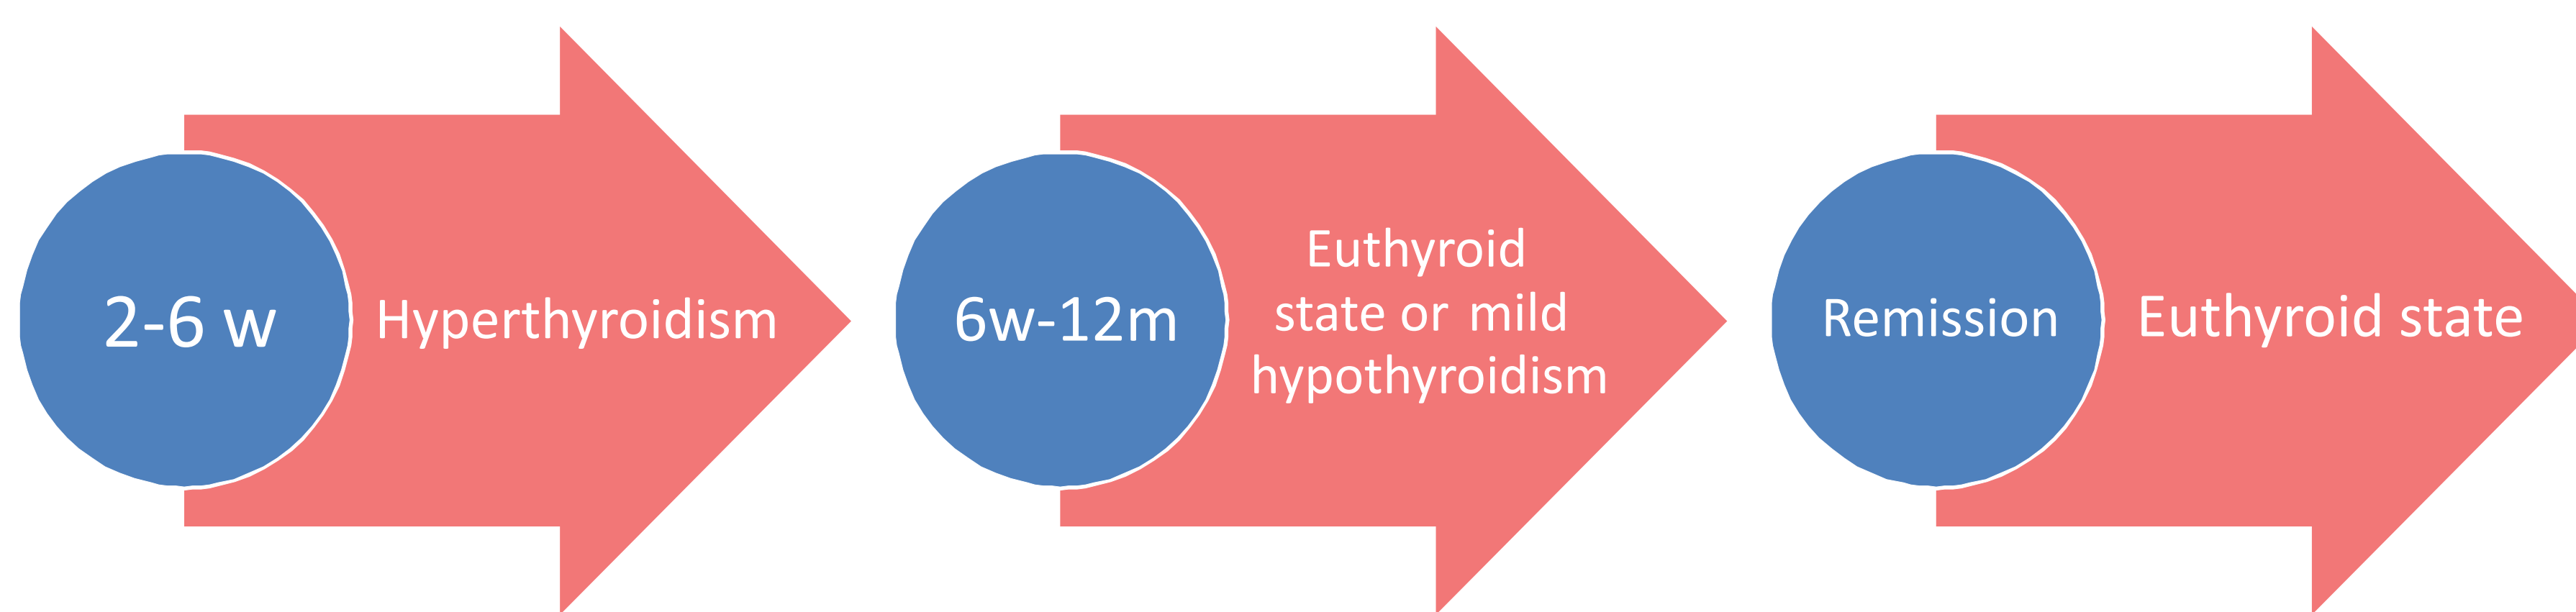 2-6 w
Hyperthyroidism
6w-12m
Euthyroid
state or mild
hypothyroidism
Remission
Euthyroid state